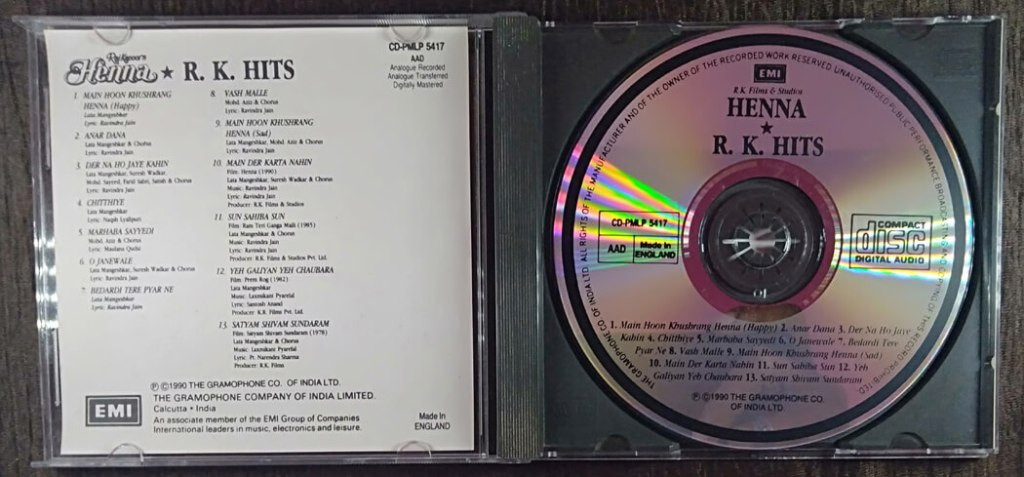 Raj Kapoor's
Henna ★ R. K. HITS
CD-PMLP 5417
AAD
Analogue Recorded
Analogue Transferred
Digitally Mastered
1. MAIN HOON KHUSHRANG
HENNA (Happy)
Lata Mangeshkar
Lyric: Ravindra Jain
2. ANAR DANA
Lata Mangeshkar & Chorus
Lyric: Ravindra Jain
3. DER NA HO JAYE KAHIN
Lata Mangeshkar, Suresh Wadkar,
Mohd. Sayeed, Farid Sabri, Satish & Chorus
Lyric: Ravindra Jain
4. CHITTHIYE
Lata Mangeshkar
Lyric: Naqsh Lyallpuri
5. MARHABA SAYYEDI
Mohd. Aziz & Chorus
Lyric: Maulana Qudsi
6. O JANEWALE
Lata Mangeshkar, Suresh Wadkar & Chorus
Lyric: Ravindra Jain
7. BEDARDI TERE PYAR NE
Lata Mangeshkar
Lyric: Ravindra Jain
8. VASH MALLE
Mohd. Aziz & Chorus
Lyric: Ravindra Jain
9. MAIN HOON KHUSHRANG
HENNA (Sad)
Lata Mangeshkar, Mohd. Aziz & Chorus
Lyric: Ravindra Jain
10. MAIN DER KARTA NAHIN
Film: Henna (1990)
Lata Mangeshkar, Suresh Wadkar & Chorus
Music: Ravindra Jain
Lyric: Ravindra Jain
Producer: R.K. Films & Studios
11. SUN SAHIBA SUN
Film: Ram Teri Ganga Maili (1985)
Lata Mangeshkar & Chorus
Music: Ravindra Jain
Lyric: Ravindra Jain
Producer: R.K. Films & Studios Pvt. Ltd.
12. YEH GALIYAN YEH CHAUBARA
Film: Prem Rog (1982)
Lata Mangeshkar
Music: Laxmikant Pyarelal
Lyric: Santosh Anand
Producer: R.K. Films Pvt. Ltd.
13. SATYAM SHIVAM SUNDARAM
Film: Satyam Shivam Sundaram (1978)
Lata Mangeshkar & Chorus
Music: Laxmikant Pyarelal
Lyric: Pt. Narendra Sharma
Producer: R.K. Films
EMI
℗ ©1990 THE GRAMOPHONE CO. OF INDIA LTD.
THE GRAMOPHONE COMPANY OF INDIA LIMITED.
Calcutta • India
An associate member of the EMI Group of Companies
International leaders in music, electronics and leisure.
Made In
ENGLAND
EMI
R.K. Films & Studios
HENNA
★
R. K. HITS
CD-PMLP 5417
AAD
Made in
ENGLAND
COMPACT
disc
DIGITAL AUDIO
1. Main Hoon Khushrang Henna (Happy) 2. Anar Dana 3. Der Na Ho Jaye
Kahin 4. Chitthiye 5. Marhaba Sayyedi 6. O Janewale 7. Bedardi Tere
Pyar Ne 8. Vash Malle 9. Main Hoon Khushrang Henna (Sad)
10. Main Der Karta Nahin 11. Sun Sahiba Sun 12. Yeh
Galiyan Yeh Chaubara 13. Satyam Shivam Sundaram
℗ ©1990 THE GRAMOPHONE CO.
OF INDIA LTD
THE GRAMOPHONE CO OF INDIA LTD. ALL RIGHTS OF THE MANUFACTURER AND OF THE OWNER OF THE RECORDED WORK RESERVED. UNAUTHORISED PUBLIC PERFORMANCE BROADCASTING AND COPYING OF THIS RECORD PROHIBITED.